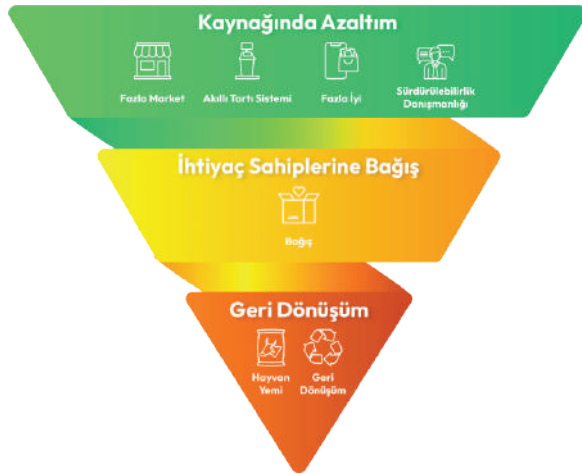 Kaynağında Azaltım
Fazla Market
Akıllı Tartı Sistemi
Fazla İyi
Sürdürülebilirlik
Danışmanlığı
İhtiyaç Sahiplerine Bağış
Bağış
Geri Dönüşüm
Hayvan
Yemi
Geri
Dönüşüm